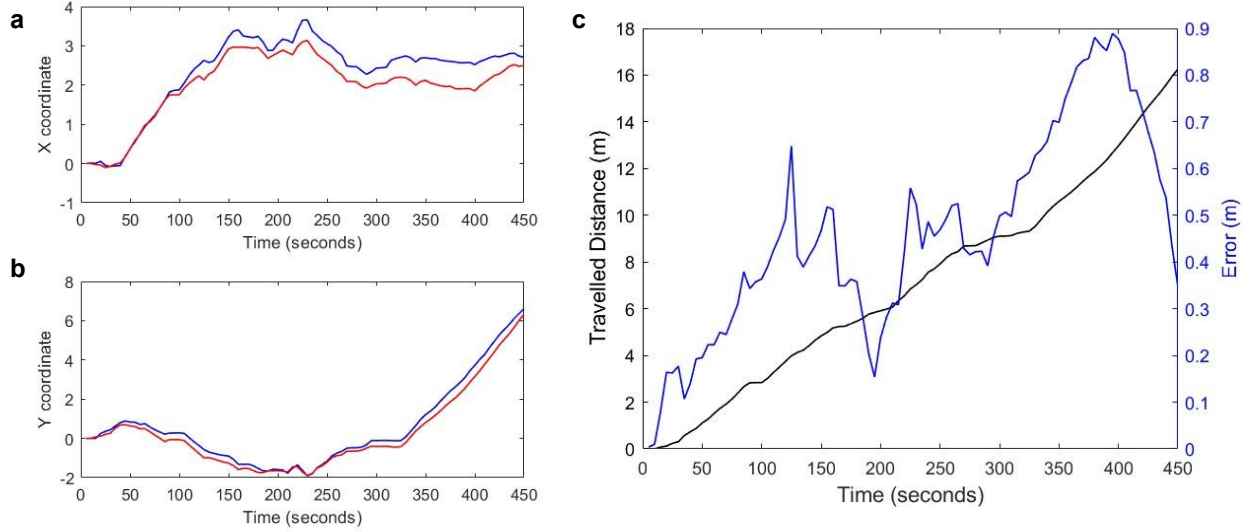 a
4
3
2
1
0
-1
X coordinate
0 50 100 150 200 250 300 350 400 450
Time (seconds)
b
8
6
4
2
0
-2
Y coordinate
0 50 100 150 200 250 300 350 400 450
Time (seconds)
c
18
16
14
12
10
8
6
4
2
0
Travelled Distance (m)
0.9
0.8
0.7
0.6
0.5
0.4
0.3
0.2
0.1
0
Error (m)
0 50 100 150 200 250 300 350 400 450
Time (seconds)